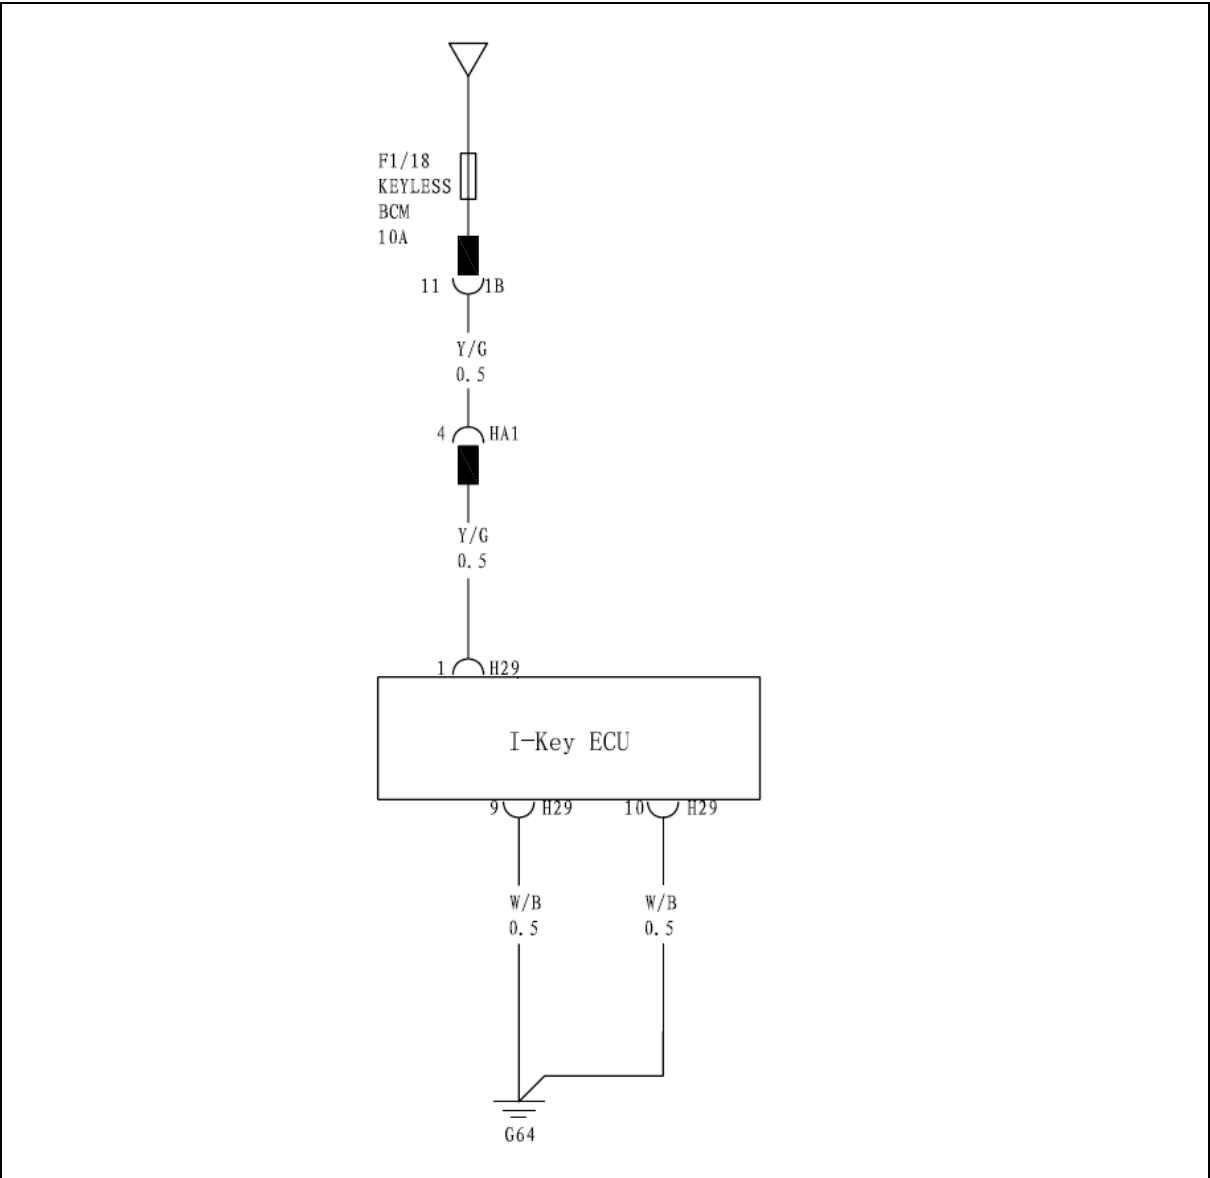 F1/18
KEYLESS
BCM
10A
11 1B
Y/G
0.5
4 HA1
Y/G
0.5
1 H29
I-Key ECU
9 H29 10 H29
W/B W/B
0.5 0.5
G64